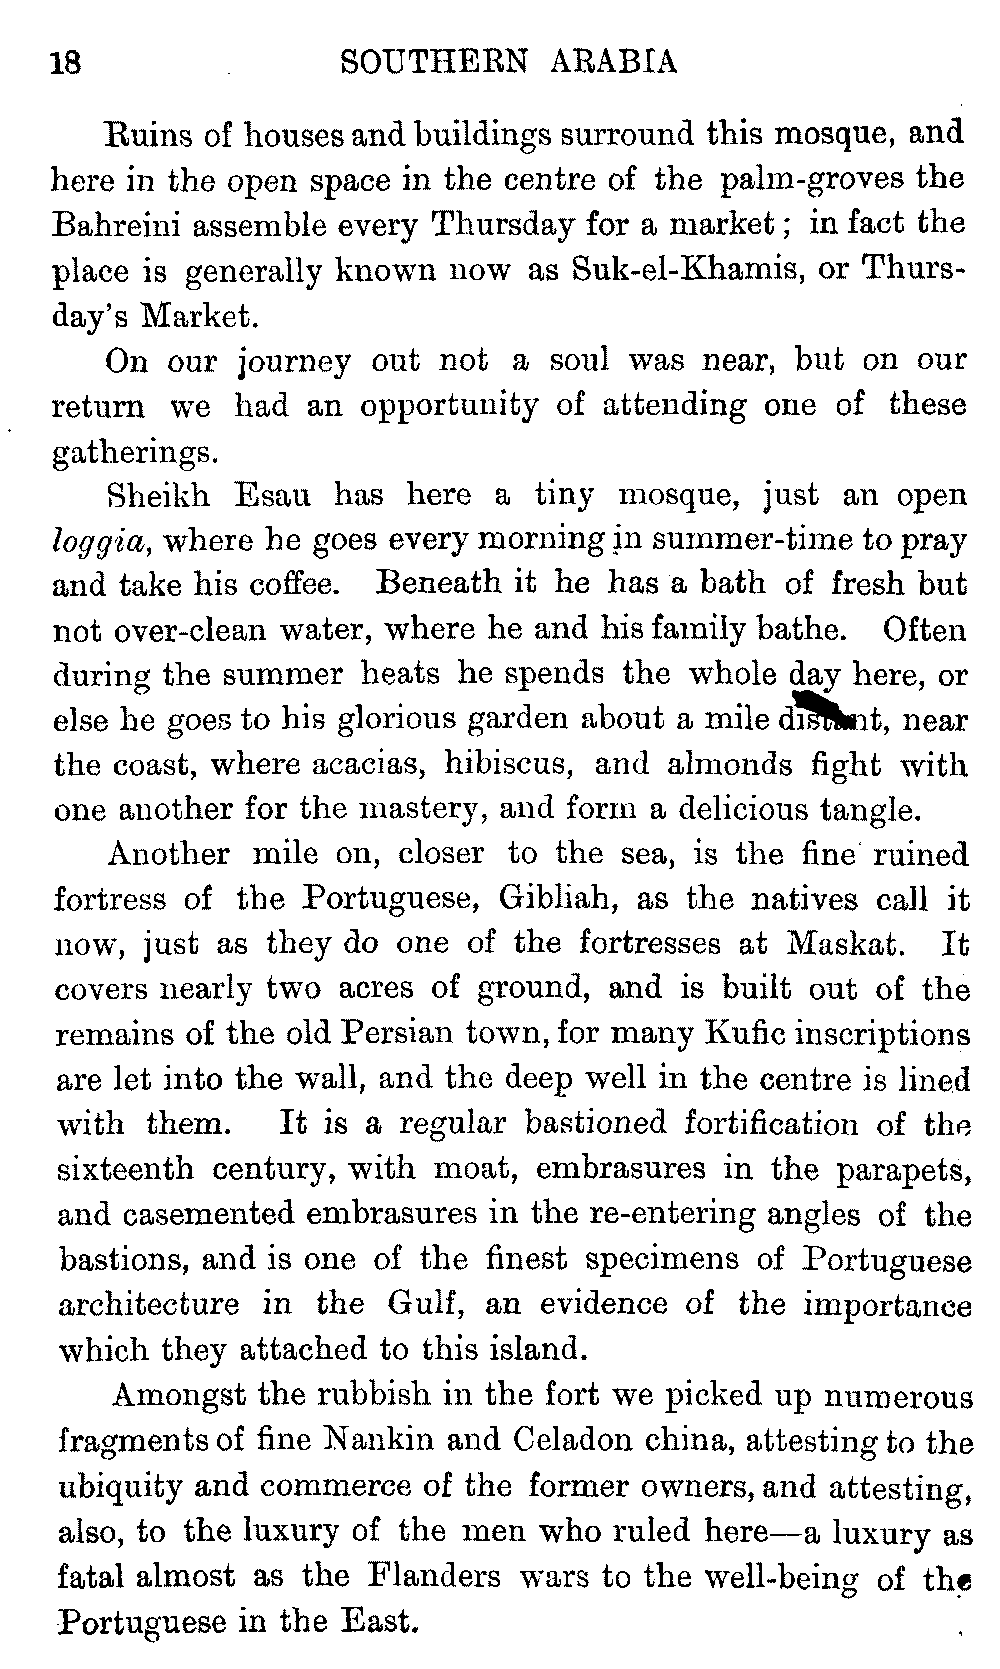 18 SOUTHERN ARABIA
Ruins of houses and buildings surround this mosque, and
here in the open space in the centre of the palm-groves the
Bahreini assemble every Thursday for a market; in fact the
place is generally known now as Suk-el-Khamis, or Thurs-
day's Market.
On our journey out not a soul was near, but on our
return we had an opportunity of attending one of these
gatherings.
Sheikh Esau has here a tiny mosque, just an open
loggia, where he goes every morning in summer-time to pray
and take his coffee. Beneath it he has a bath of fresh but
not over-clean water, where he and his family bathe. Often
during the summer heats he spends the whole day here, or
else he goes to his glorious garden about a mile distant, near
the coast, where acacias, hibiscus, and almonds fight with
one another for the mastery, and form a delicious tangle.
Another mile on, closer to the sea, is the fine ruined
fortress of the Portuguese, Gibliah, as the natives call it
now, just as they do one of the fortresses at Maskat. It
covers nearly two acres of ground, and is built out of the
remains of the old Persian town, for many Kufic inscriptions
are let into the wall, and the deep well in the centre is lined
with them. It is a regular bastioned fortification of the
sixteenth century, with moat, embrasures in the parapets,
and casemented embrasures in the re-entering angles of the
bastions, and is one of the finest specimens of Portuguese
architecture in the Gulf, an evidence of the importance
which they attached to this island.
Amongst the rubbish in the fort we picked up numerous
fragments of fine Nankin and Celadon china, attesting to the
ubiquity and commerce of the former owners, and attesting,
also, to the luxury of the men who ruled here—a luxury as
fatal almost as the Flanders wars to the well-being of the
Portuguese in the East.